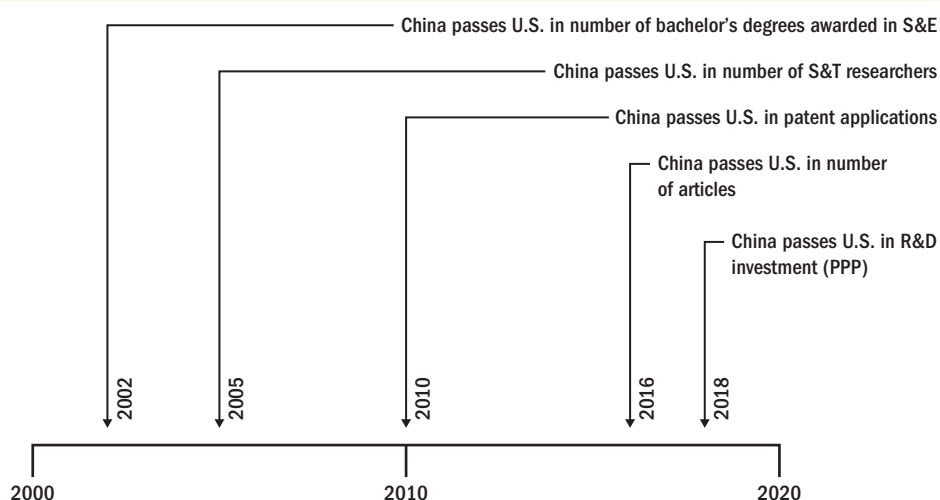 China passes U.S. in number of bachelor’s degrees awarded in S&E
China passes U.S. in number of S&T researchers
China passes U.S. in patent applications
China passes U.S. in number
of articles
China passes U.S. in R&D
investment (PPP)
2002
2005
2010
2016
2018
2000
2010
2020